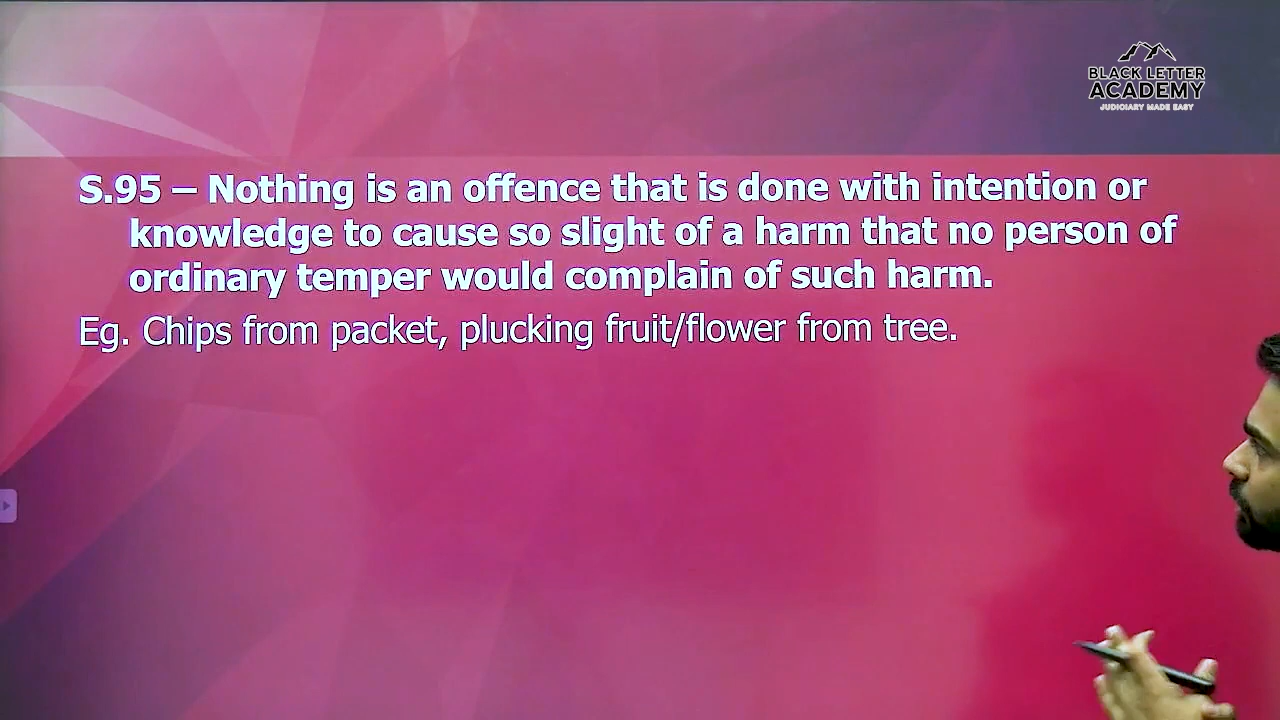 BLACK LETTER
ACADEMY
JUDICIARY MADE EASY
S.95 – Nothing is an offence that is done with intention or
knowledge to cause so slight of a harm that no person of
ordinary temper would complain of such harm.
Eg. Chips from packet, plucking fruit/flower from tree.